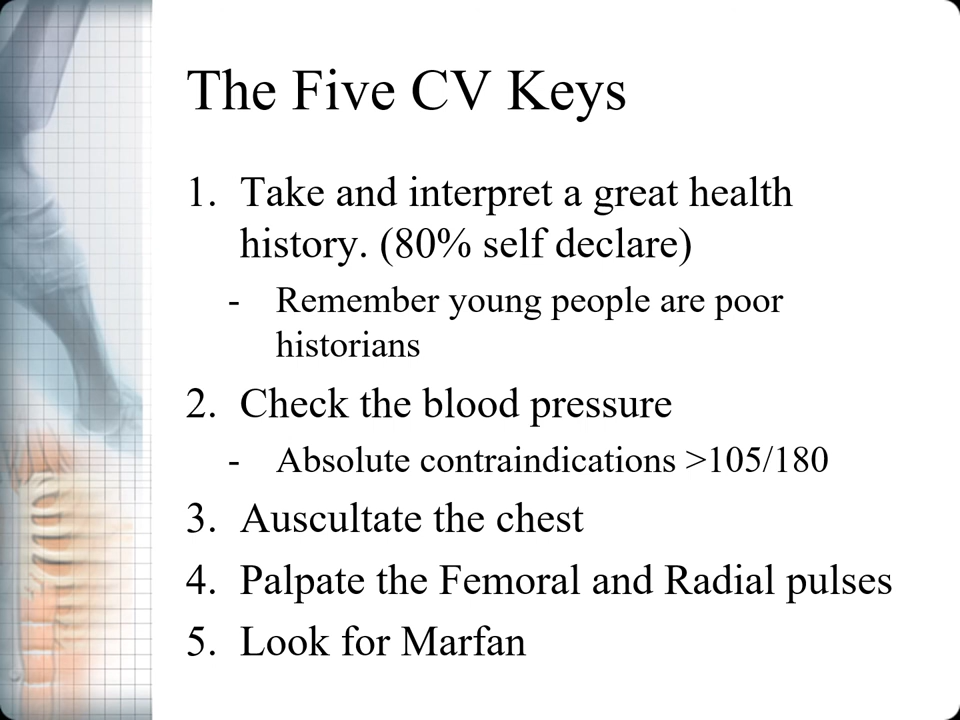 The Five CV Keys
1. Take and interpret a great health
history. (80% self declare)
- Remember young people are poor
historians
2. Check the blood pressure
- Absolute contraindications >105/180
3. Auscultate the chest
4. Palpate the Femoral and Radial pulses
5. Look for Marfan